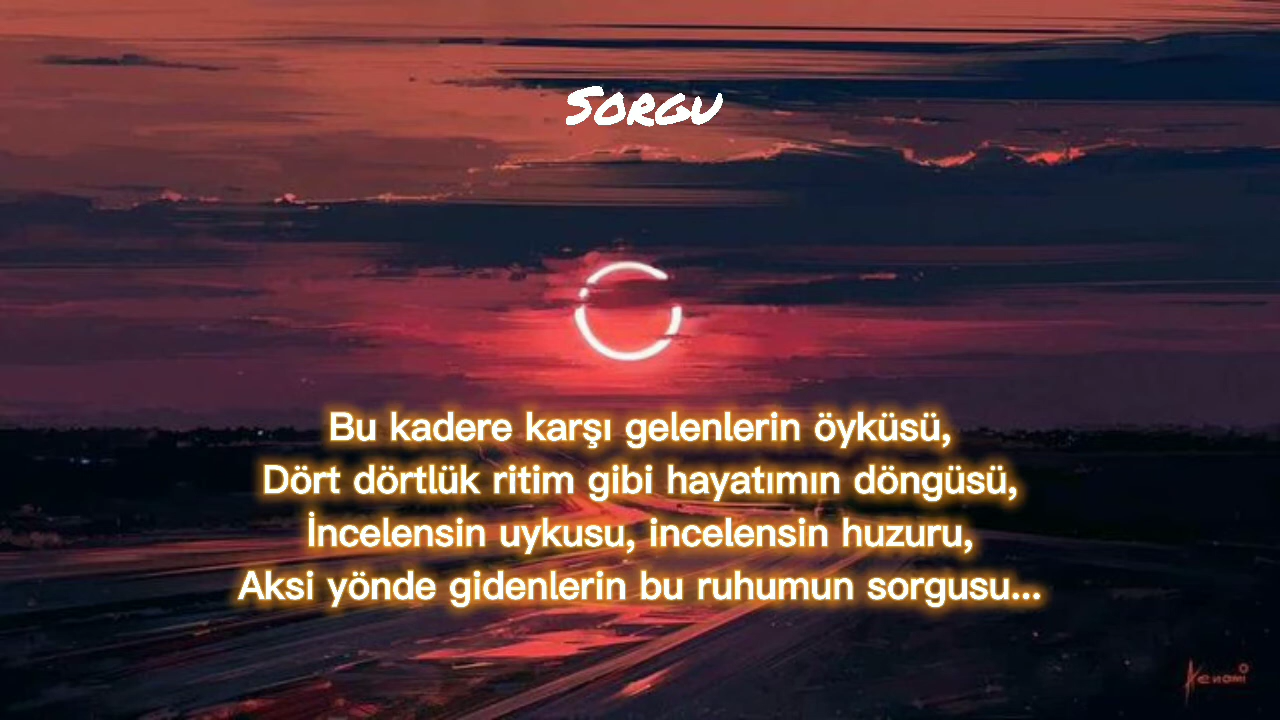 Sorgu
Bu kadere karşı gelenlerin öyküsü,
Dört dörtlük ritim gibi hayatımın döngüsü,
İncelensin uykusu, incelensin huzuru,
Aksi yönde gidenlerin bu ruhumun sorgusu...
Aenami